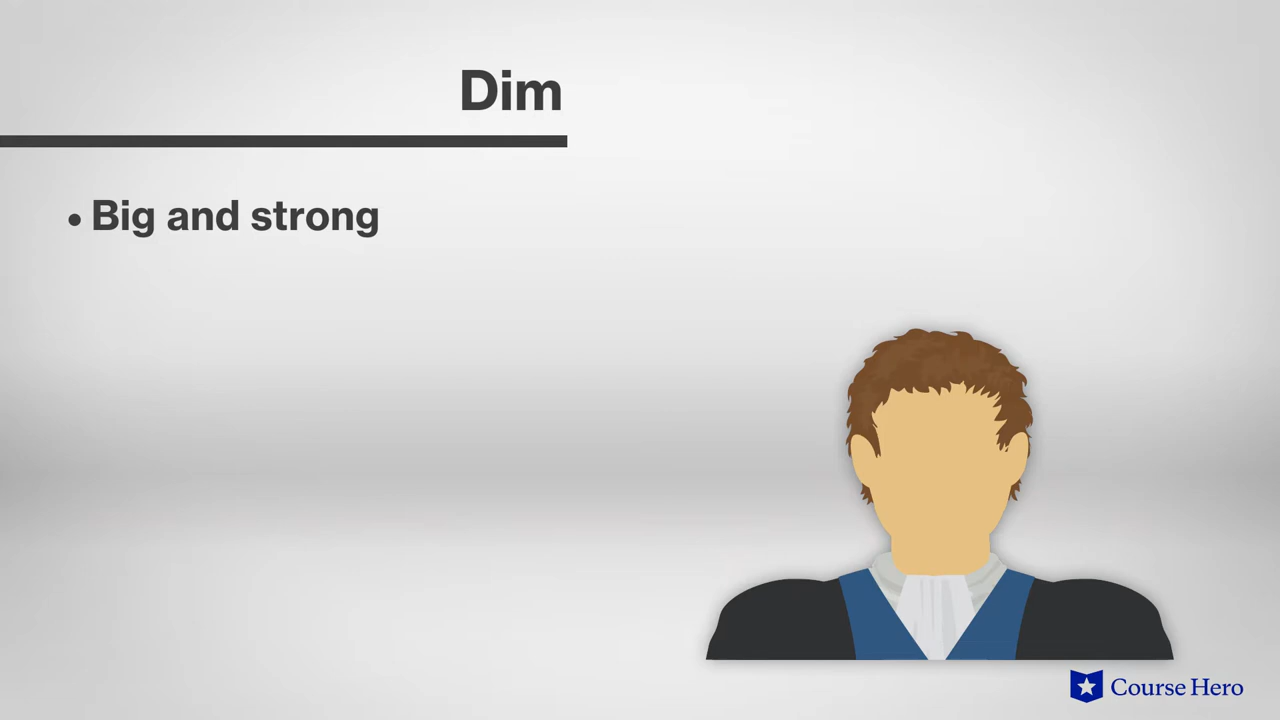 Dim
• Big and strong
Course Hero